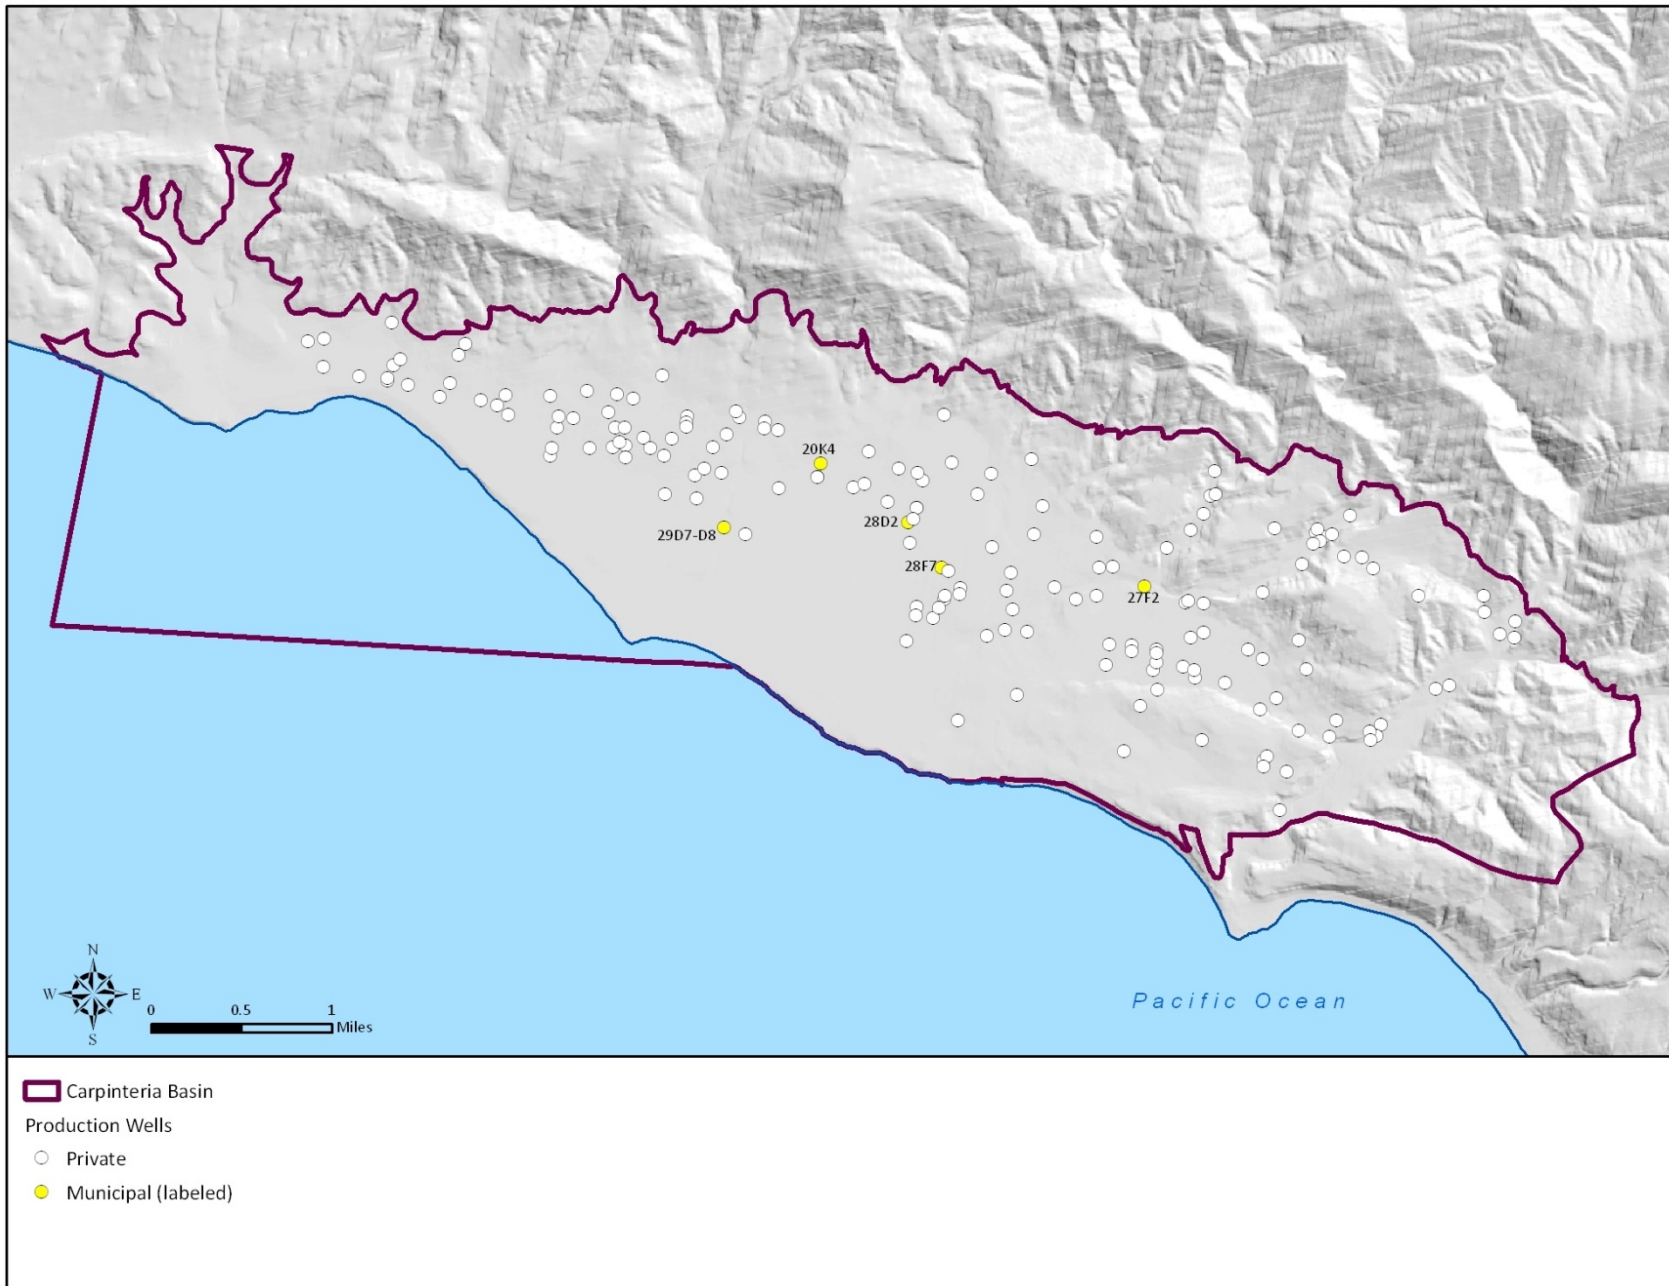 20K4
28D2
29D7-D8
28F7
27F2
N
W E
S
0 0.5 1
Miles
Pacific Ocean
Carpinteria Basin
Production Wells
Private
Municipal (labeled)